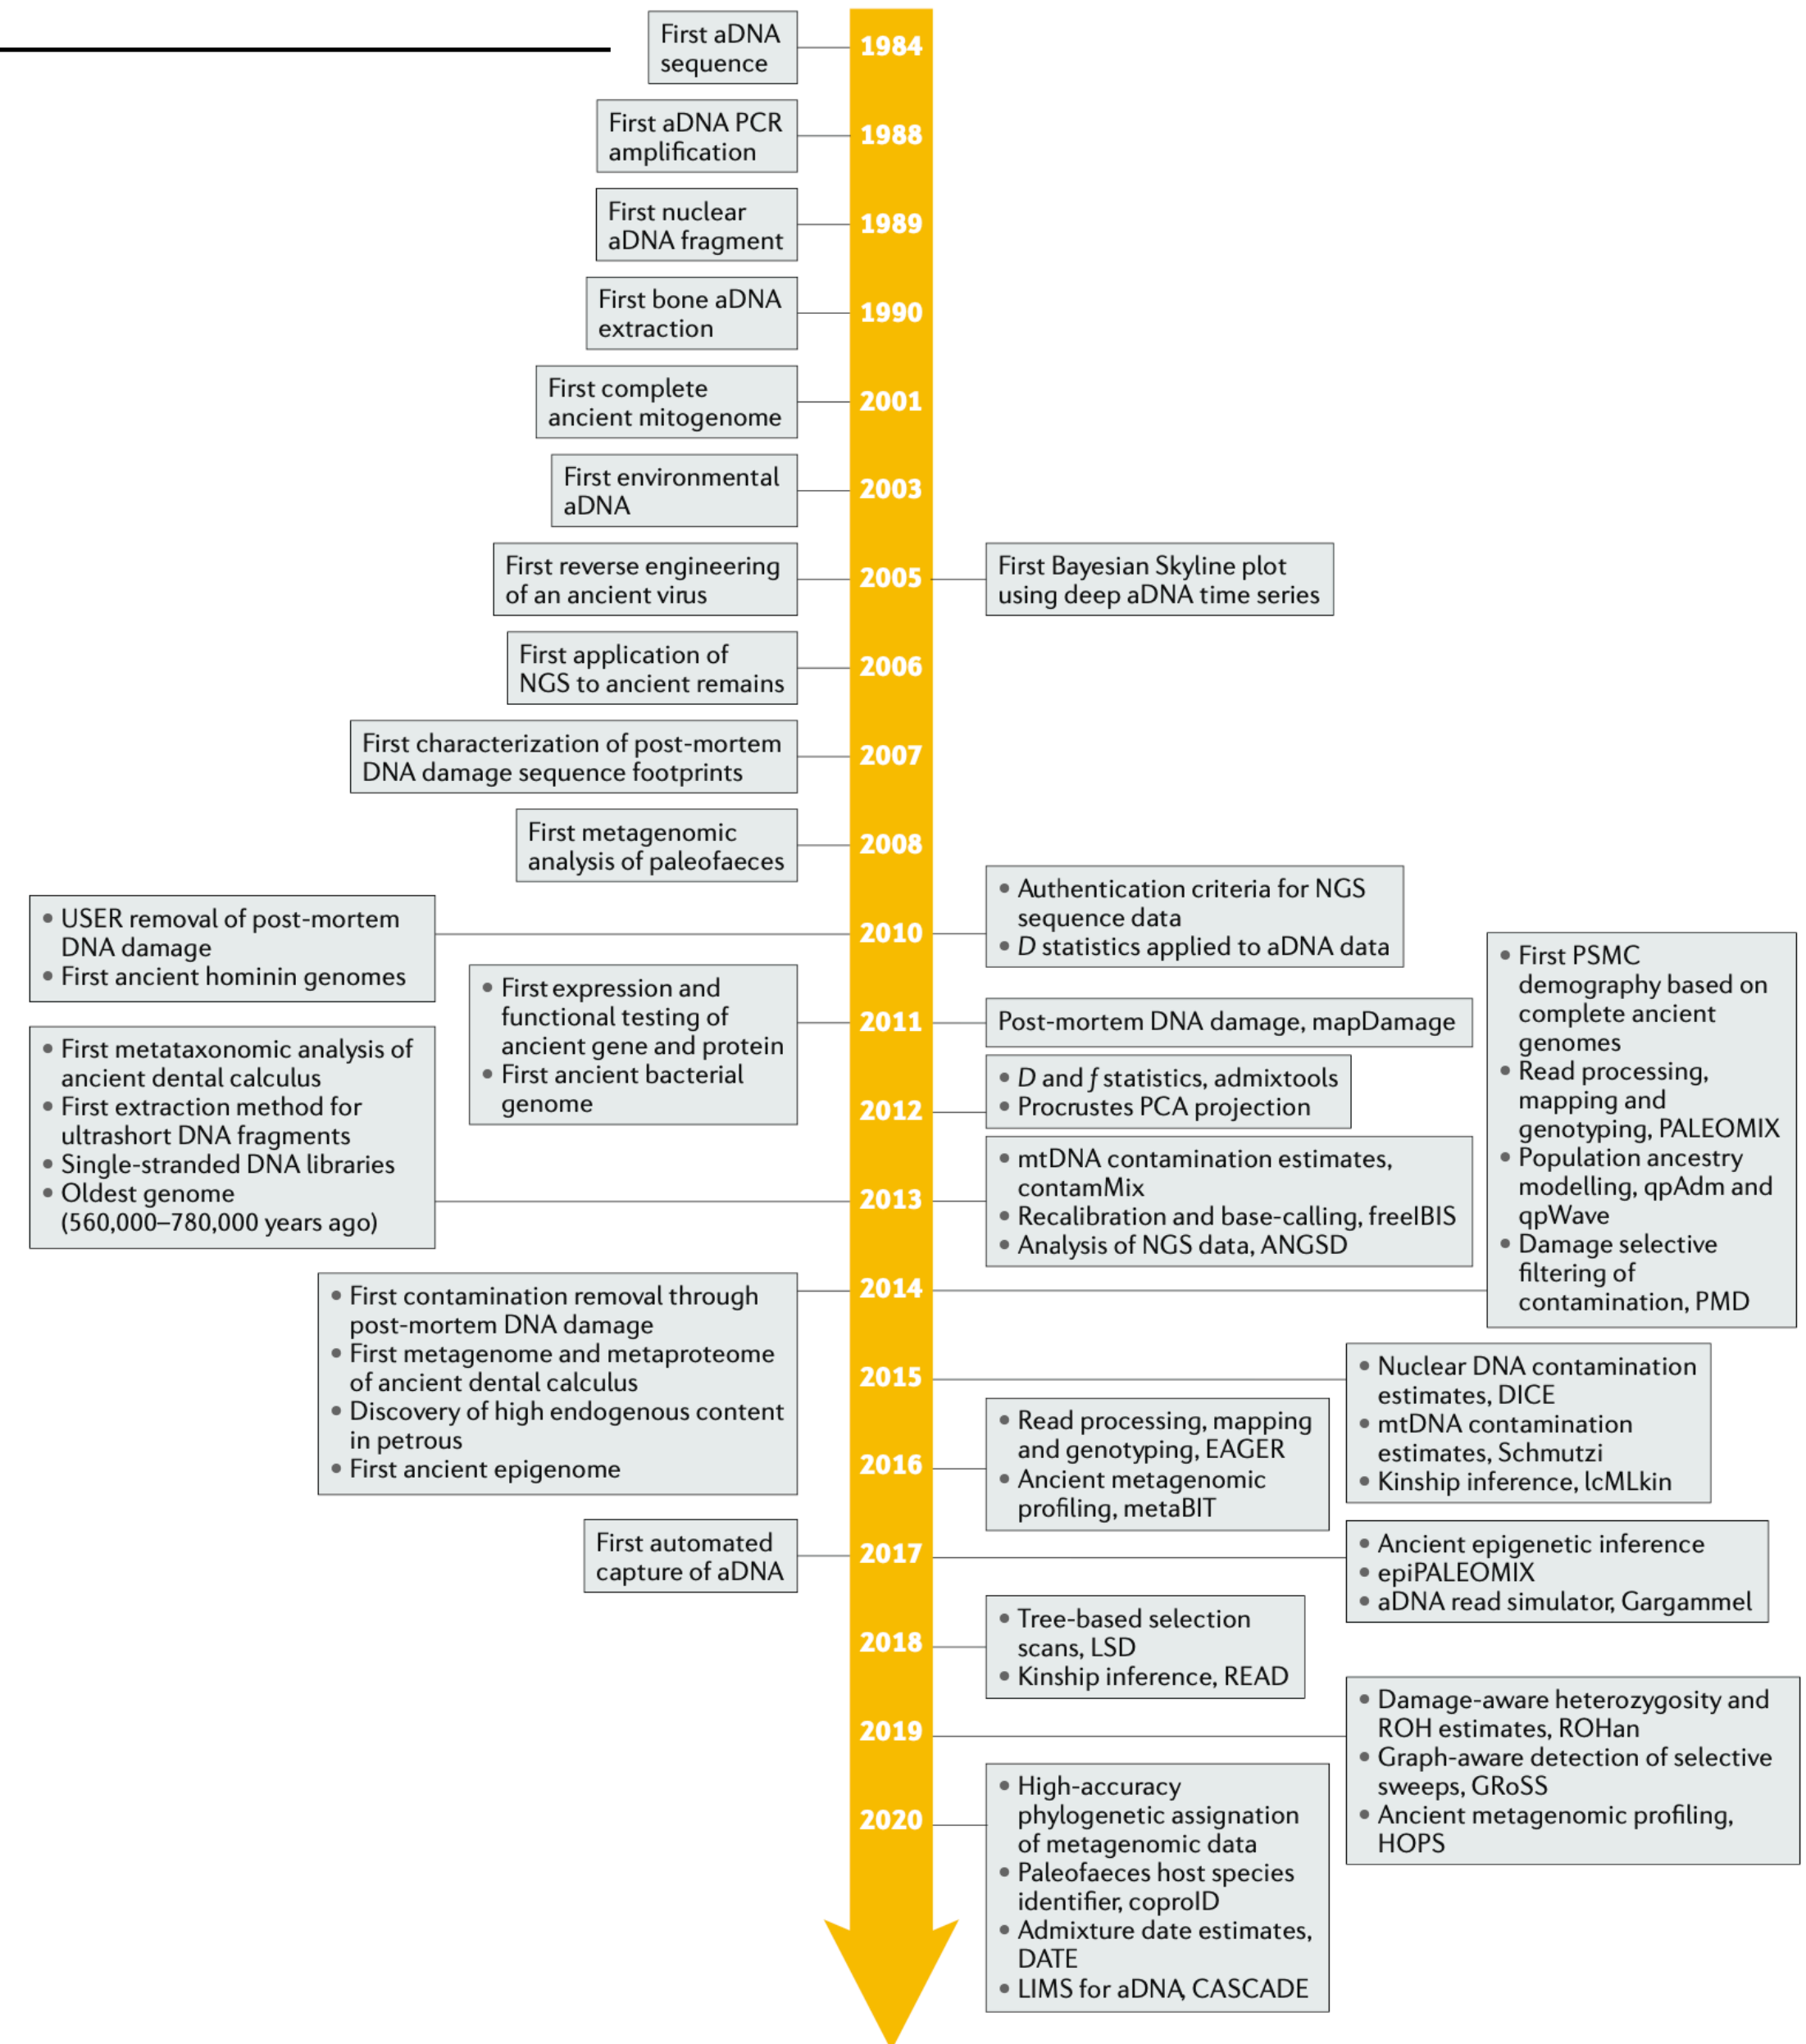 First aDNA
sequence
1984
First aDNA PCR
amplification
1988
First nuclear
aDNA fragment
1989
First bone aDNA
extraction
1990
First complete
ancient mitogenome
2001
First environmental
aDNA
2003
First reverse engineering
of an ancient virus
2005
First Bayesian Skyline plot
using deep aDNA time series
First application of
NGS to ancient remains
2006
First characterization of post-mortem
DNA damage sequence footprints
2007
First metagenomic
analysis of paleofaeces
2008
• USER removal of post-mortem
DNA damage
• First ancient hominin genomes
2010
• Authentication criteria for NGS
sequence data
• D statistics applied to aDNA data
• First expression and
functional testing of
ancient gene and protein
• First ancient bacterial
genome
2011
Post-mortem DNA damage, mapDamage
2012
• D and f statistics, admixtools
• Procrustes PCA projection
• First metataxonomic analysis of
ancient dental calculus
• First extraction method for
ultrashort DNA fragments
• Single-stranded DNA libraries
• Oldest genome
(560,000–780,000 years ago)
2013
• mtDNA contamination estimates,
contamMix
• Recalibration and base-calling, freeIBIS
• Analysis of NGS data, ANGSD
• First contamination removal through
post-mortem DNA damage
• First metagenome and metaproteome
of ancient dental calculus
• Discovery of high endogenous content
in petrous
• First ancient epigenome
2014
• First PSMC
demography based on
complete ancient
genomes
• Read processing,
mapping and
genotyping, PALEOMIX
• Population ancestry
modelling, qpAdm and
qpWave
• Damage selective
filtering of
contamination, PMD
2015
• Nuclear DNA contamination
estimates, DICE
• mtDNA contamination
estimates, Schmutzi
• Kinship inference, lcMLkin
2016
• Read processing, mapping
and genotyping, EAGER
• Ancient metagenomic
profiling, metaBIT
First automated
capture of aDNA
2017
• Ancient epigenetic inference
• epiPALEOMIX
• aDNA read simulator, Gargammel
2018
• Tree-based selection
scans, LSD
• Kinship inference, READ
2019
• Damage-aware heterozygosity and
ROH estimates, ROHan
• Graph-aware detection of selective
sweeps, GRoSS
• Ancient metagenomic profiling,
HOPS
2020
• High-accuracy
phylogenetic assignation
of metagenomic data
• Paleofaeces host species
identifier, coproID
• Admixture date estimates,
DATE
• LIMS for aDNA, CASCADE